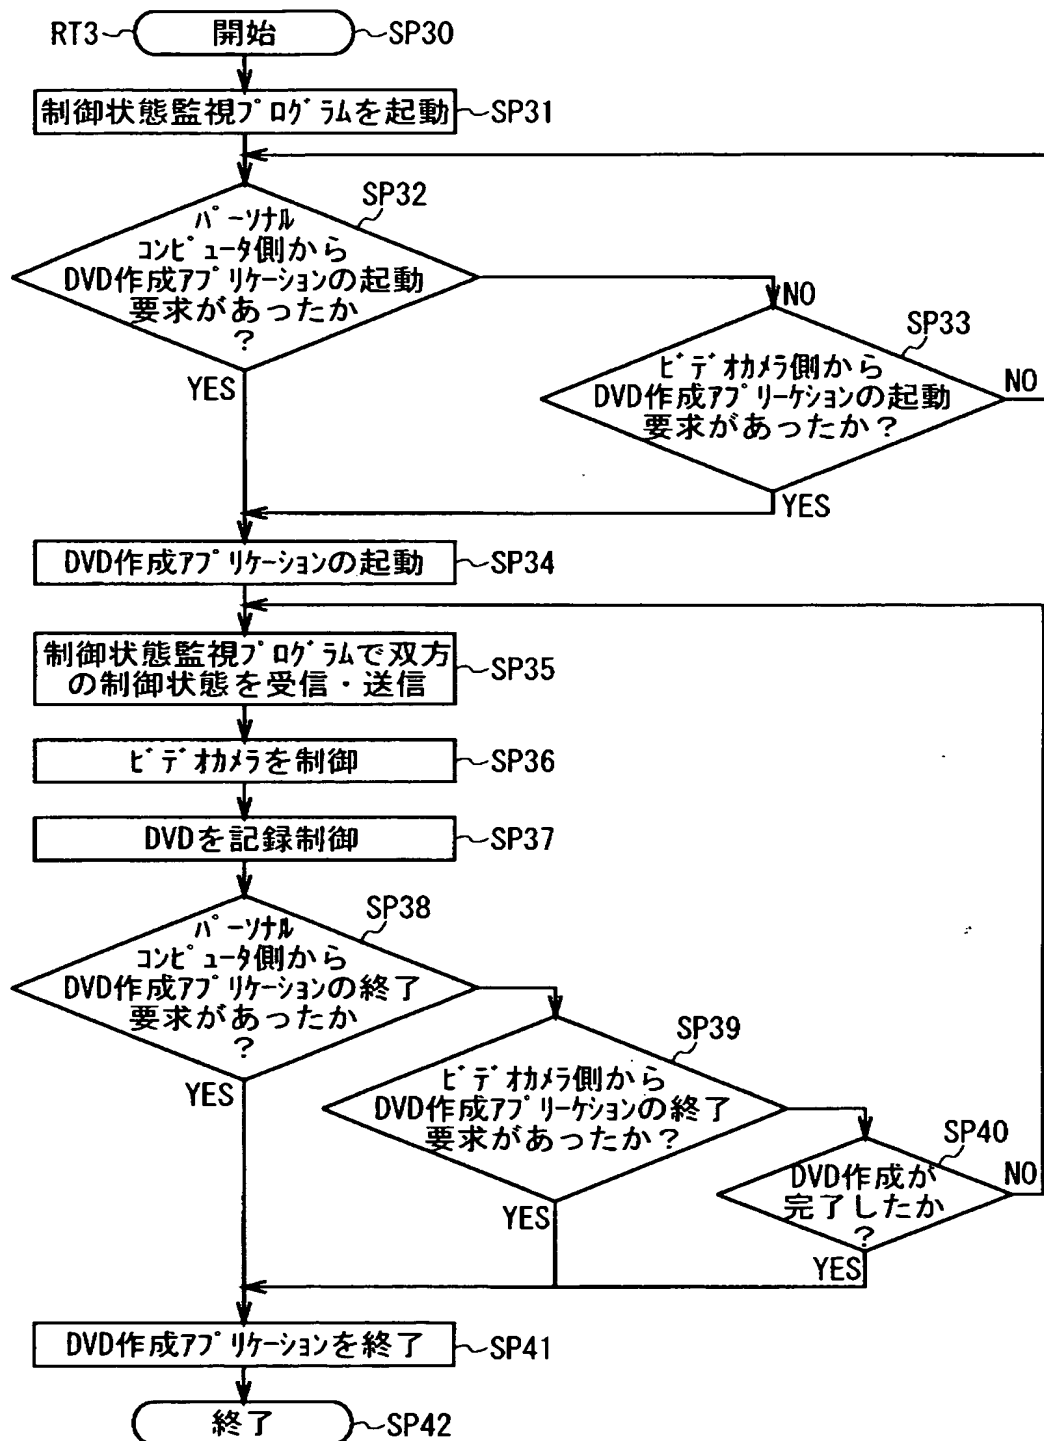 RT3
開始
SP30
制御状態監視プログラムを起動
SP31
SP32
パーソナル
コンピュータ側から
DVD作成アプリケーションの起動
要求があったか
?
NO
YES
SP33
ビデオカメラ側から
DVD作成アプリーケションの起動
要求があったか?
NO
YES
DVD作成アプリケーションの起動
SP34
制御状態監視プログラムで双方
の制御状態を受信・送信
SP35
ビデオカメラを制御
SP36
DVDを記録制御
SP37
SP38
パーソナル
コンピュータ側から
DVD作成アプリケーションの終了
要求があったか
?
YES
SP39
ビデオカメラ側から
DVD作成アプリーケションの終了
要求があったか?
YES
SP40
DVD作成が
完了したか
?
NO
YES
DVD作成アプリケーションを終了
SP41
終了
SP42